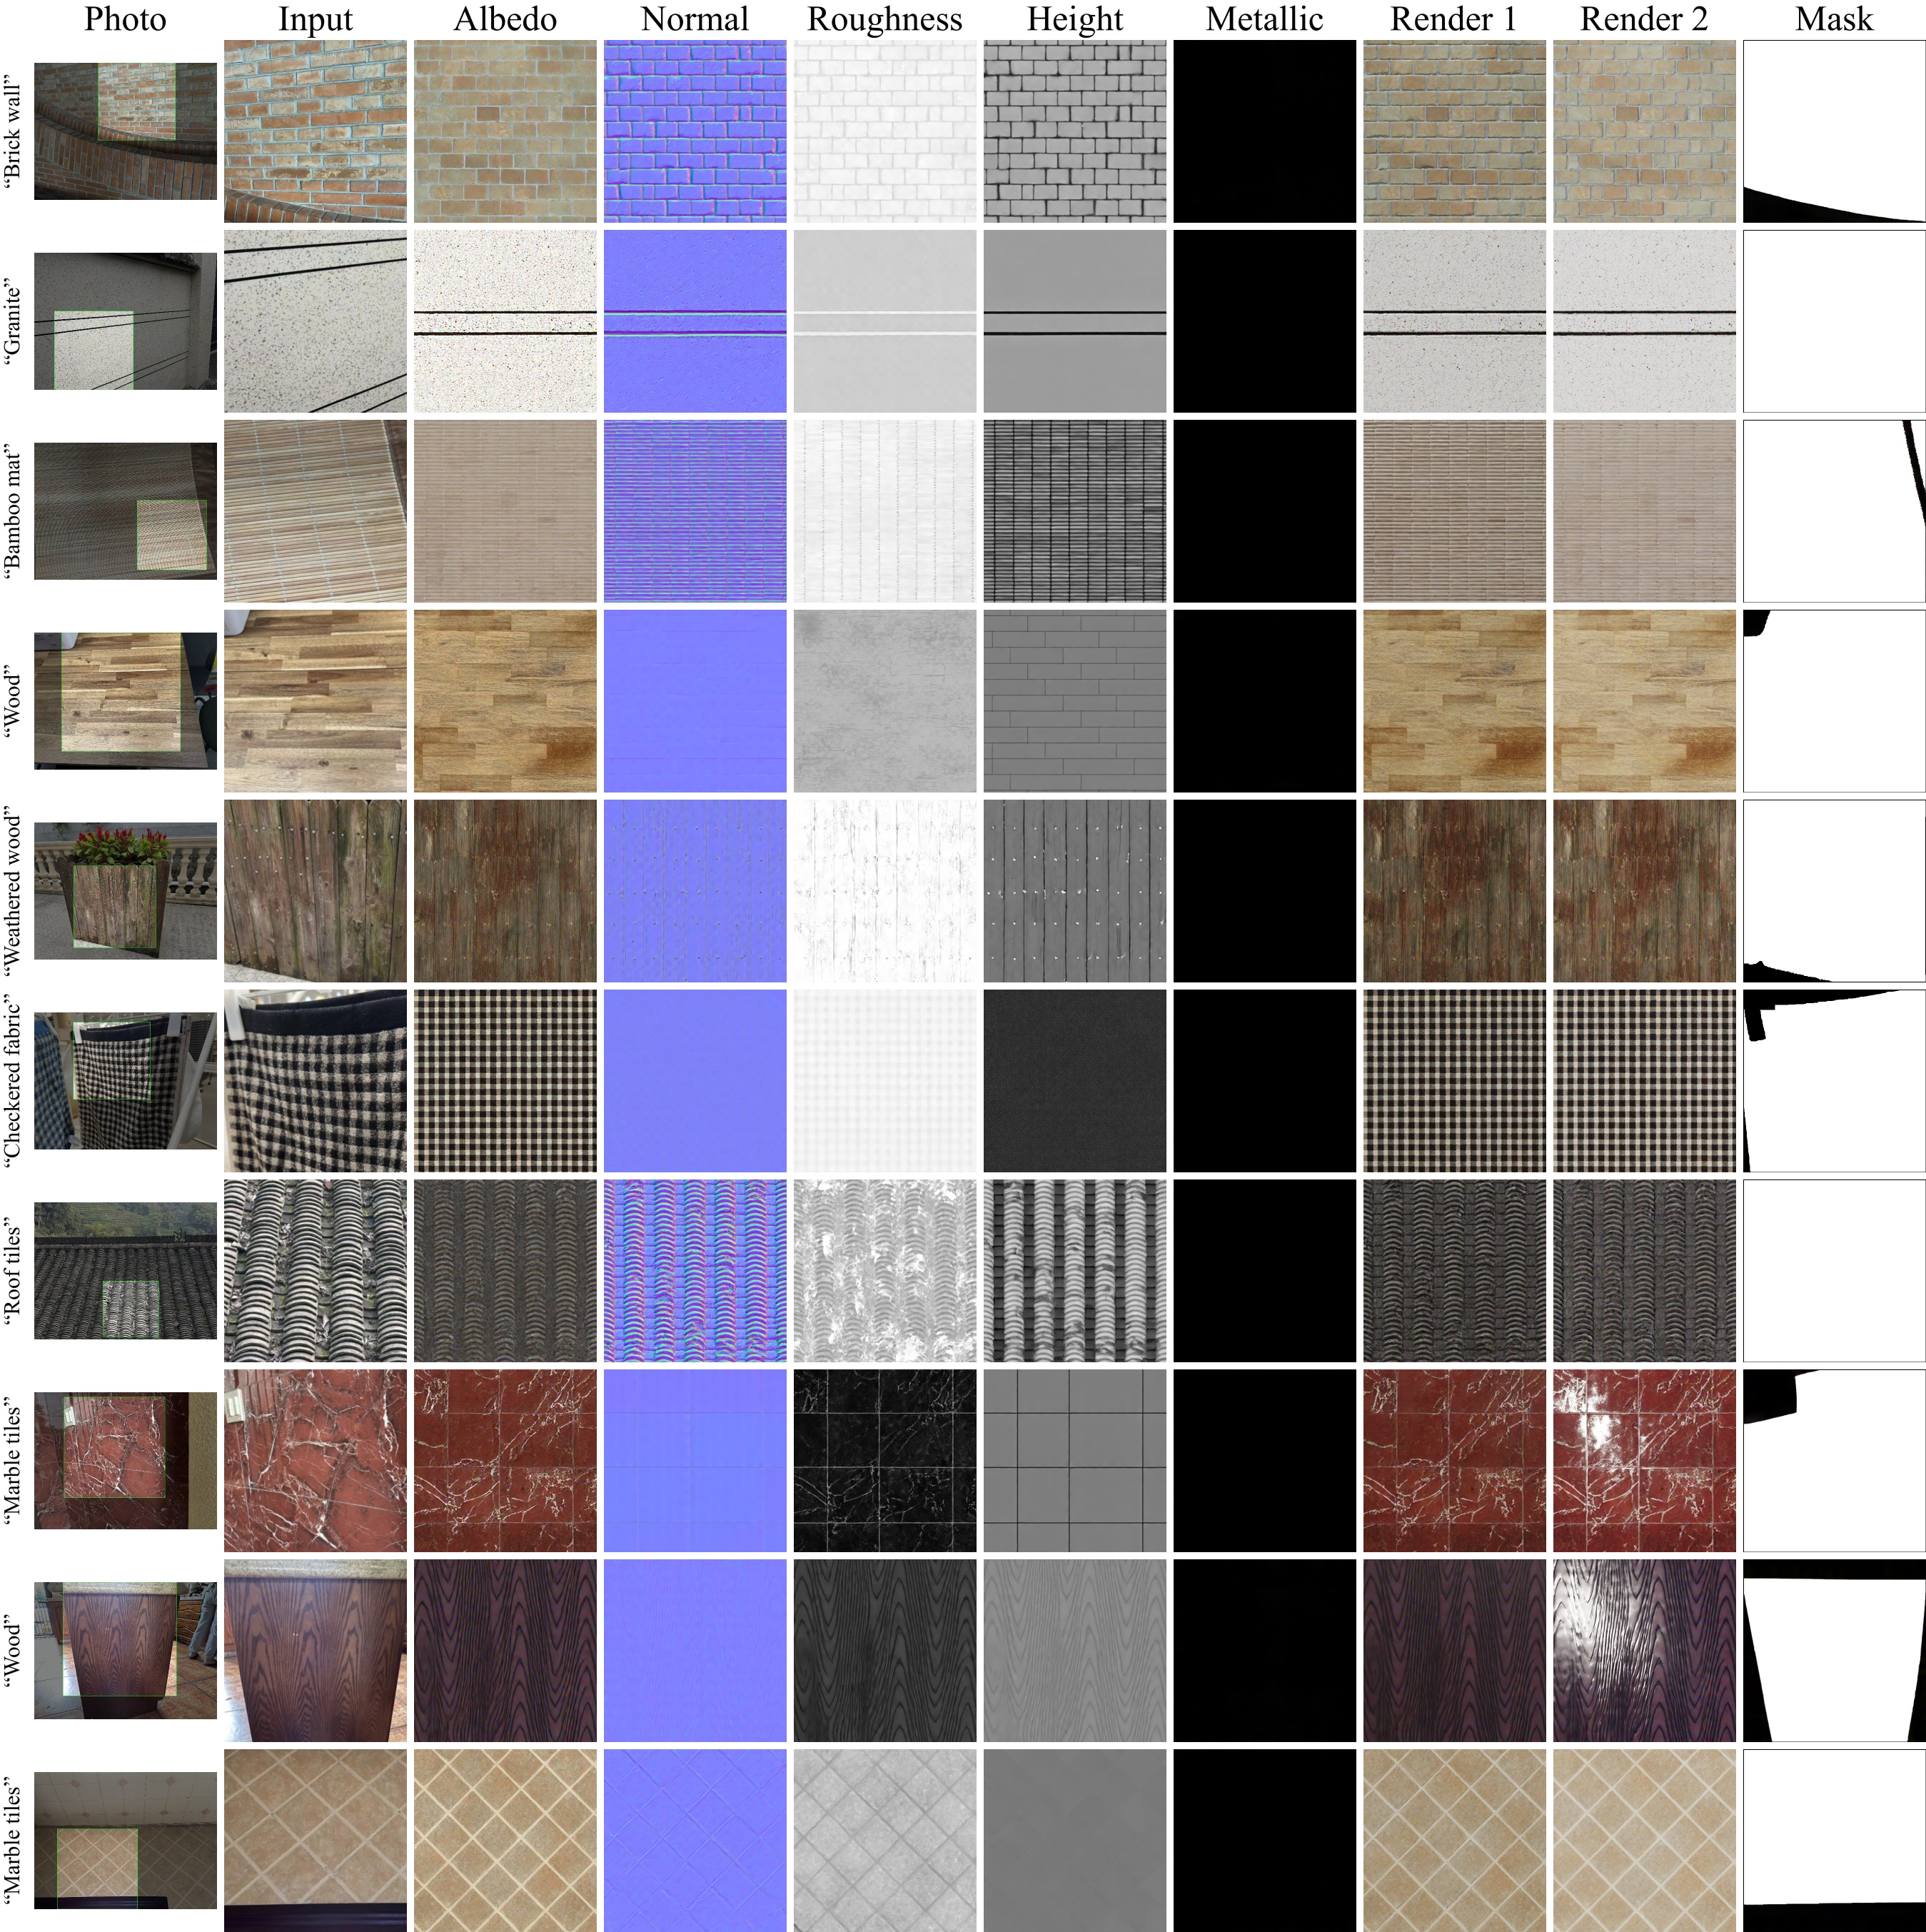 Photo Input Albedo Normal Roughness Height Metallic Render 1 Render 2 Mask
“Brick wall”
“Granite”
“Bamboo mat”
“Wood”
“Weathered wood”
“Checkered fabric”
“Roof tiles”
“Marble tiles”
“Wood”
“Marble tiles”